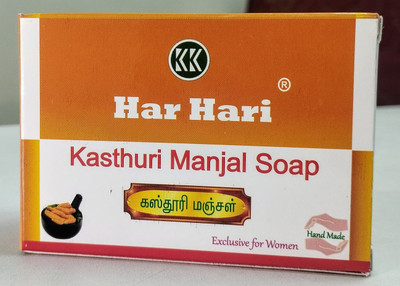 KK
Har Hari ®
Kasthuri Manjal Soap
கஸ்தூரி மஞ்சள்
Hand Made
Exclusive for Women